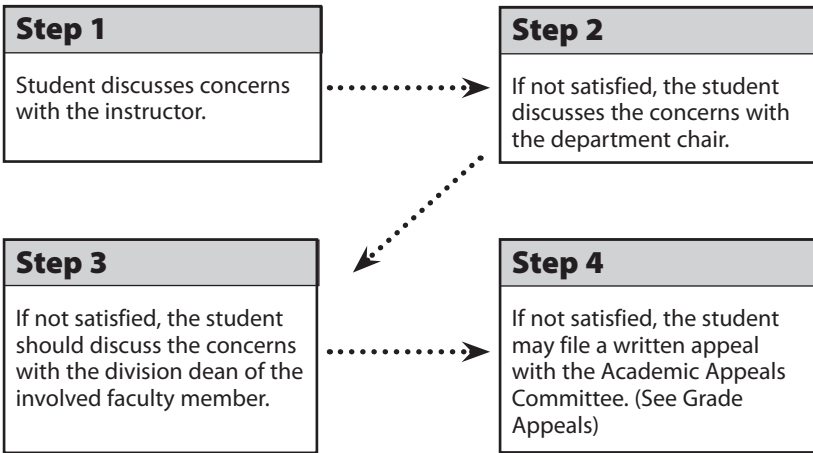 Step 1
Student discusses concerns
with the instructor.
Step 2
If not satisfied, the student
discusses the concerns with
the department chair.
Step 3
If not satisfied, the student
should discuss the concerns
with the division dean of the
involved faculty member.
Step 4
If not satisfied, the student
may file a written appeal
with the Academic Appeals
Committee. (See Grade
Appeals)